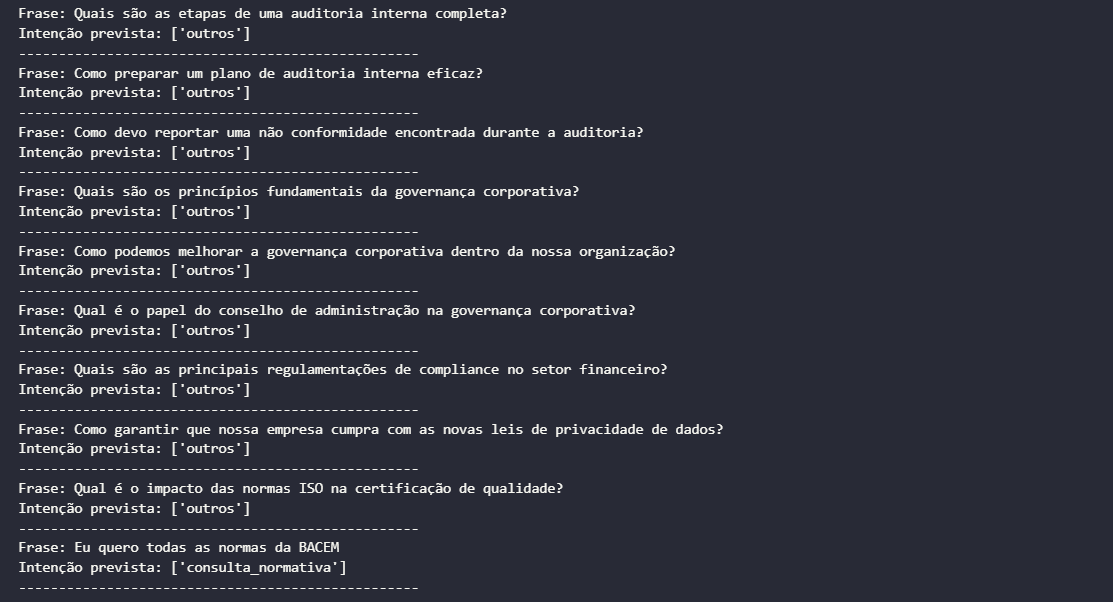 Frase: Quais são as etapas de uma auditoria interna completa?
Intenção prevista: ['outros']
--------------------------------------------------
Frase: Como preparar um plano de auditoria interna eficaz?
Intenção prevista: ['outros']
--------------------------------------------------
Frase: Como devo reportar uma não conformidade encontrada durante a auditoria?
Intenção prevista: ['outros']
--------------------------------------------------
Frase: Quais são os princípios fundamentais da governança corporativa?
Intenção prevista: ['outros']
--------------------------------------------------
Frase: Como podemos melhorar a governança corporativa dentro da nossa organização?
Intenção prevista: ['outros']
--------------------------------------------------
Frase: Qual é o papel do conselho de administração na governança corporativa?
Intenção prevista: ['outros']
--------------------------------------------------
Frase: Quais são as principais regulamentações de compliance no setor financeiro?
Intenção prevista: ['outros']
--------------------------------------------------
Frase: Como garantir que nossa empresa cumpra com as novas leis de privacidade de dados?
Intenção prevista: ['outros']
--------------------------------------------------
Frase: Qual é o impacto das normas ISO na certificação de qualidade?
Intenção prevista: ['outros']
--------------------------------------------------
Frase: Eu quero todas as normas da BACEM
Intenção prevista: ['consulta_normativa']
--------------------------------------------------